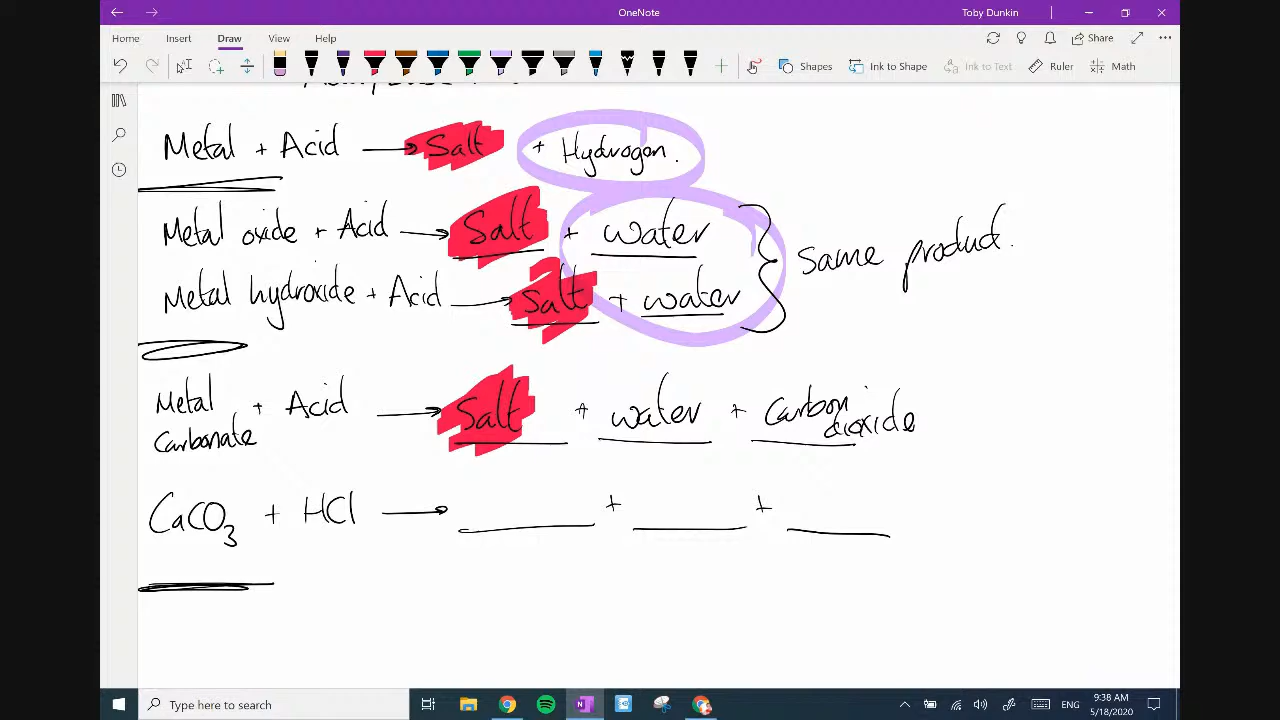 OneNote
Toby Dunkin
Home Insert Draw View Help
Share
Shapes Ink to Shape Ink to Text Ruler Math
Metal + Acid → Salt + Hydrogen.
Metal oxide + Acid → Salt + water
Metal hydroxide + Acid → Salt + water
} Same product.
Metal carbonate + Acid → Salt + water + Carbon dioxide
CaCO3 + HCl → ____ + ____ + ____
Type here to search
ENG
9:38 AM
5/18/2020